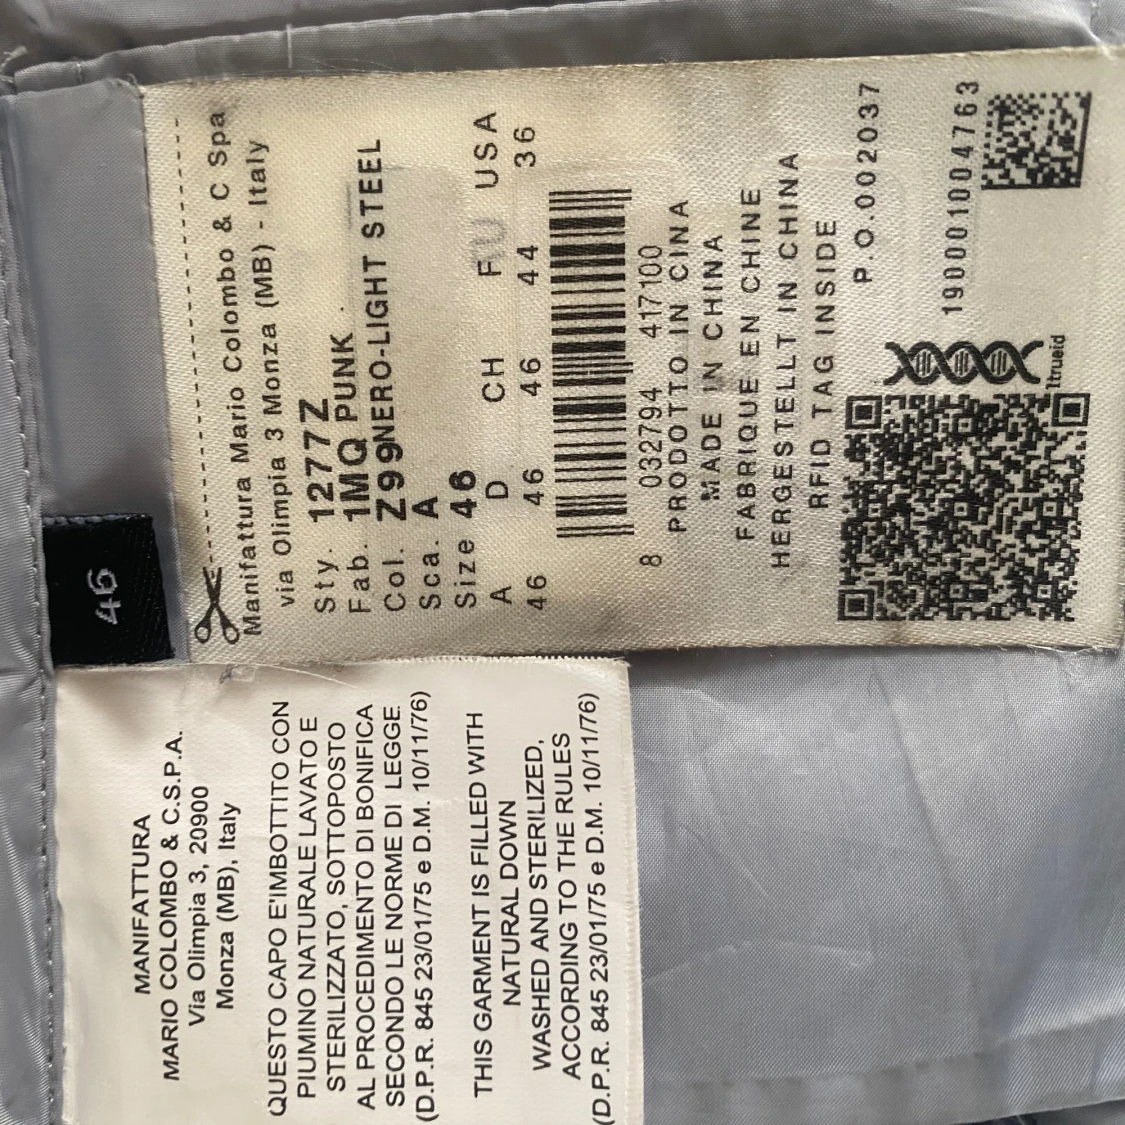 46
Manifattura Mario Colombo & C Spa
via Olimpia 3 Monza (MB) - Italy
Sty. 1277Z
Fab. 1MQ PUNK .
Col. Z99NERO-LIGHT STEEL
Sca. A
Size 46
A D CH FU USA
46 46 46 44 36
8 032794 417100
PRODOTTO IN CINA
MADE IN CHINA
FABRIQUE EN CHINE
HERGESTELLT IN CHINA
RFID TAG INSIDE
P.O.002037
1900010004763
1trueid
MANIFATTURA
MARIO COLOMBO & C.S.P.A.
Via Olimpia 3, 20900
Monza (MB), Italy
QUESTO CAPO E'IMBOTTITO CON
PIUMINO NATURALE LAVATO E
STERILIZZATO, SOTTOPOSTO
AL PROCEDIMENTO DI BONIFICA
SECONDO LE NORME DI LEGGE
(D.P.R. 845 23/01/75 e D.M. 10/11/76)
THIS GARMENT IS FILLED WITH
NATURAL DOWN
WASHED AND STERILIZED,
ACCORDING TO THE RULES
(D.P.R. 845 23/01/75 e D.M. 10/11/76)